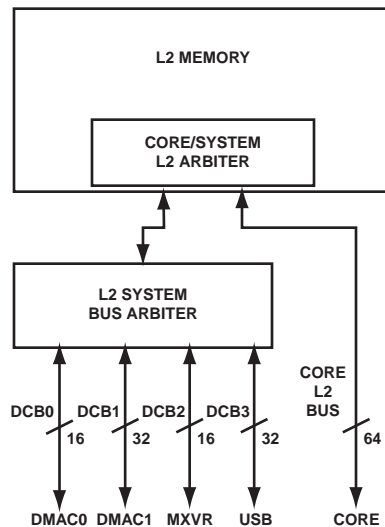 L2 MEMORY
CORE/SYSTEM
L2 ARBITER
L2 SYSTEM
BUS ARBITER
DCB0
DCB1
DCB2
DCB3
CORE
L2
BUS
16
32
16
32
64
DMAC0
DMAC1
MXVR
USB
CORE